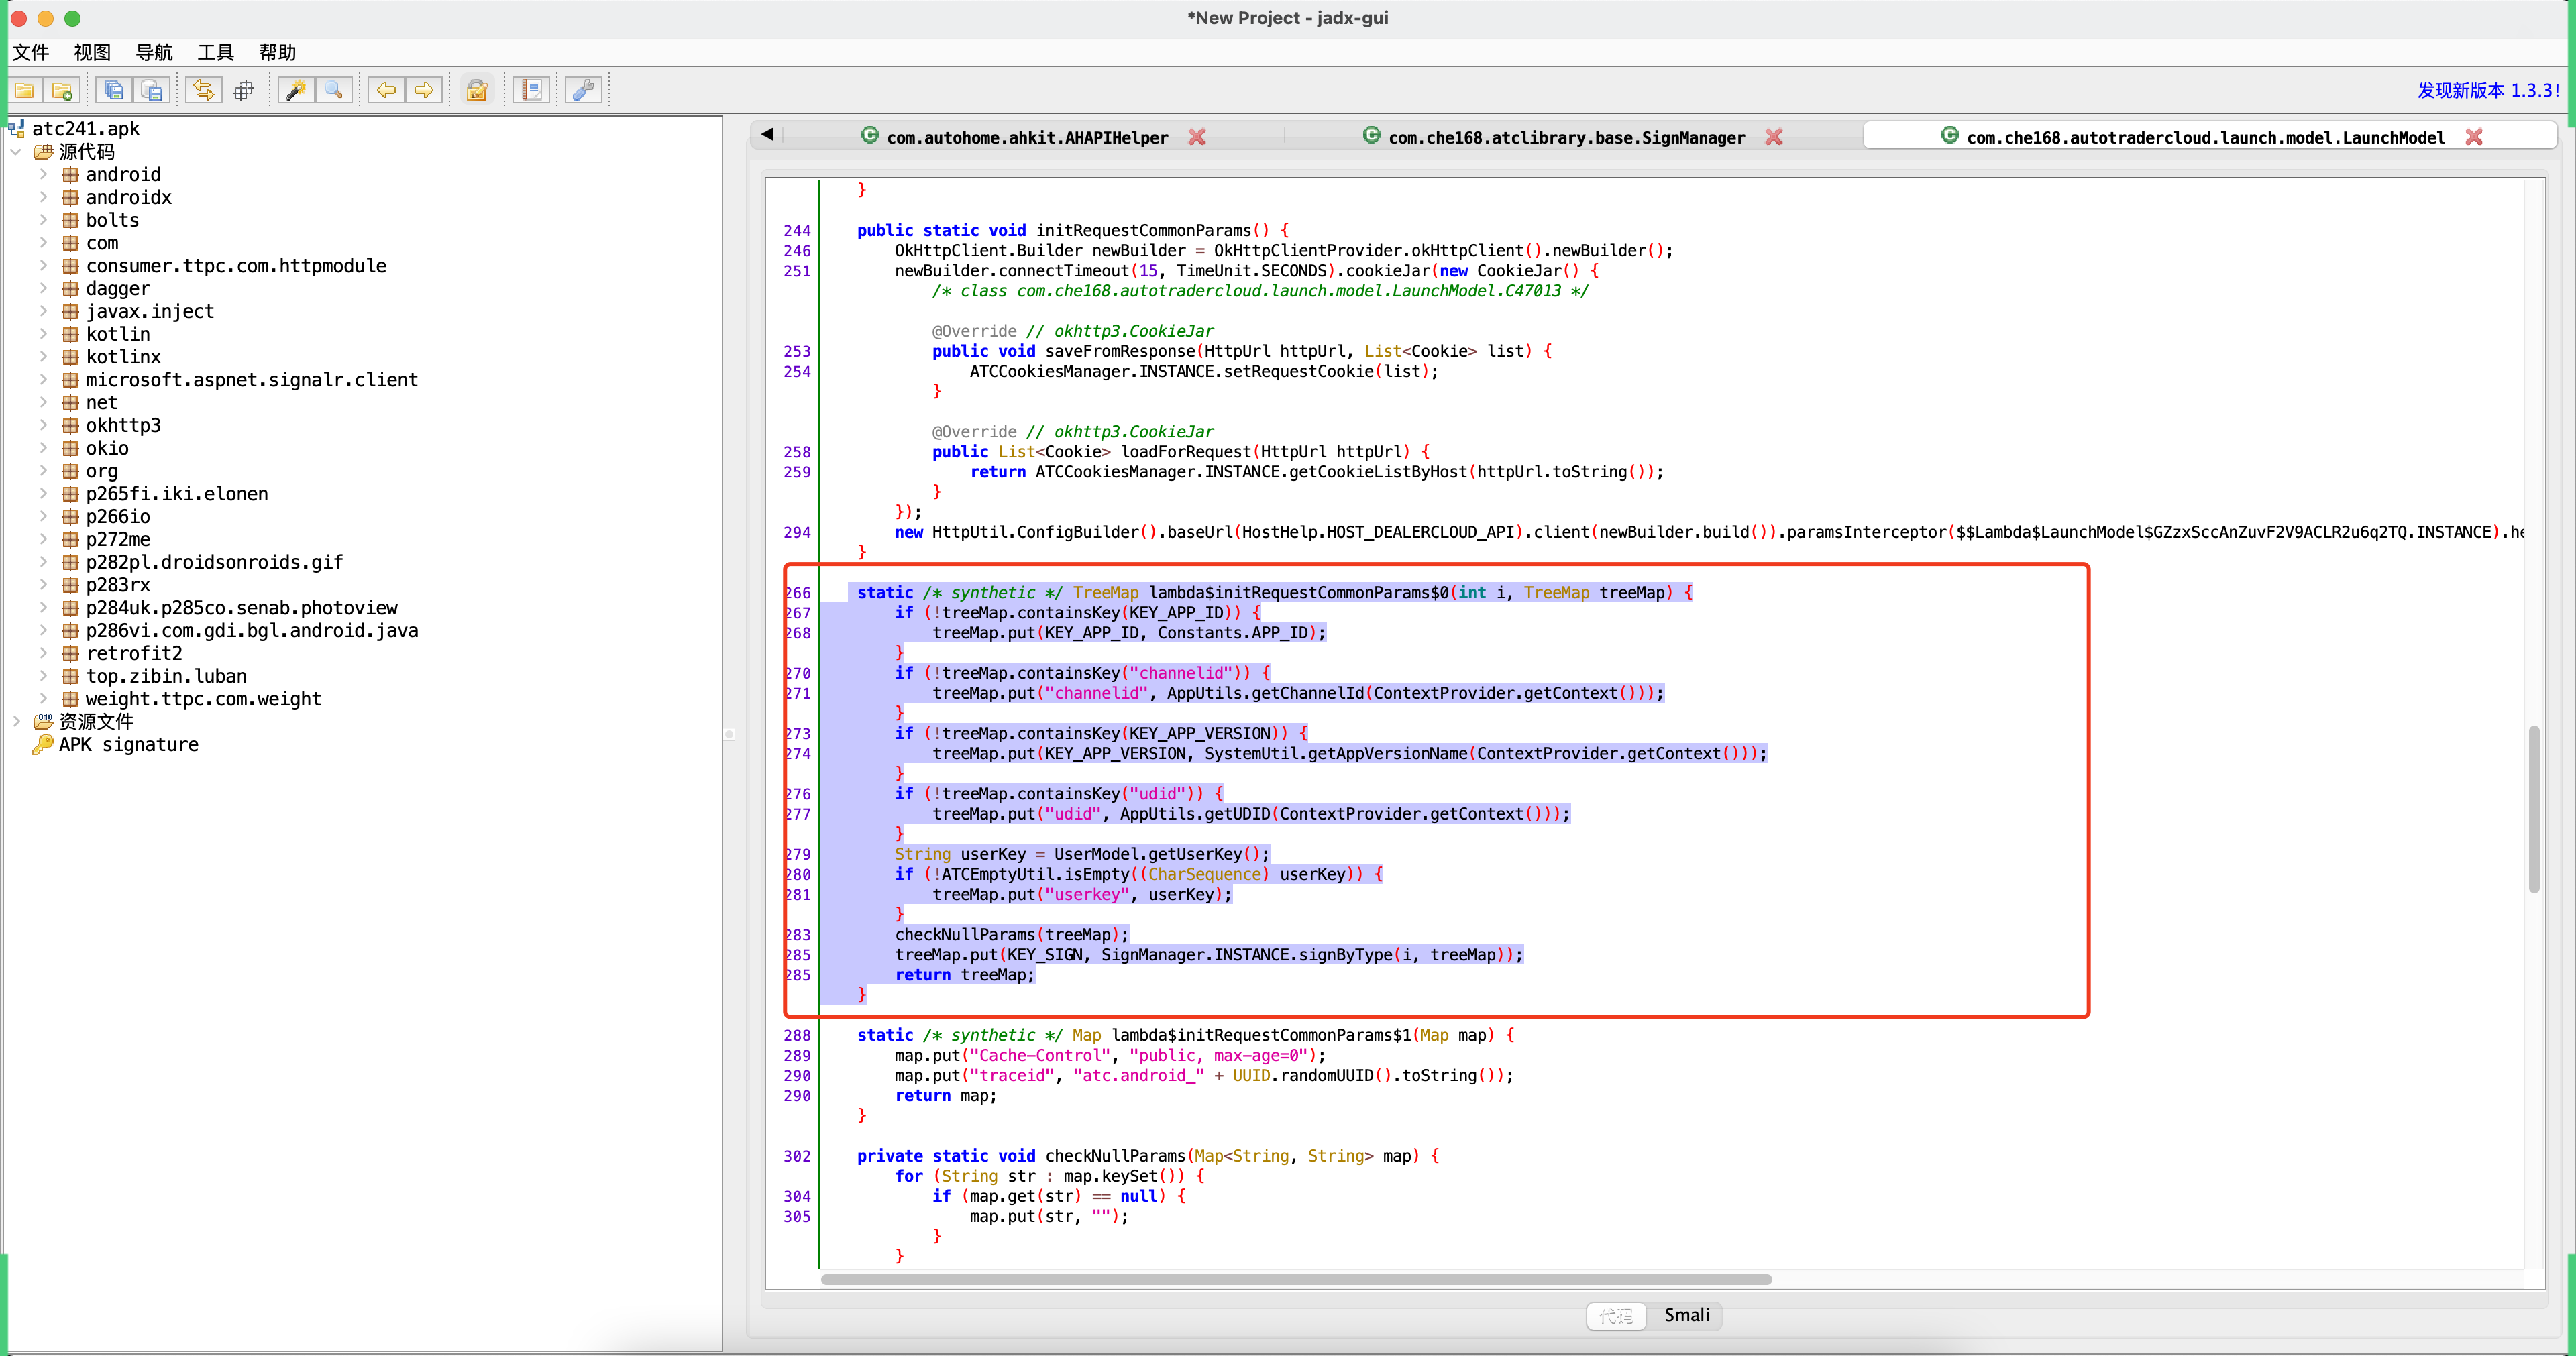 *New Project - jadx-gui
文件 视图 导航 工具 帮助
发现新版本 1.3.3!
atc241.apk
源代码
android
androidx
bolts
com
consumer.ttpc.com.httpmodule
dagger
javax.inject
kotlin
kotlinx
microsoft.aspnet.signalr.client
net
okhttp3
okio
org
p265fi.iki.elonen
p266io
p272me
p282pl.droidsonroids.gif
p283rx
p284uk.p285co.senab.photoview
p286vi.com.gdi.bgl.android.java
retrofit2
top.zibin.luban
weight.ttpc.com.weight
资源文件
APK signature
com.autohome.ahkit.AHAPIHelper com.che168.atclibrary.base.SignManager com.che168.autotradercloud.launch.model.LaunchModel
}
244 public static void initRequestCommonParams() {
246 OkHttpClient.Builder newBuilder = OkHttpClientProvider.okHttpClient().newBuilder();
251 newBuilder.connectTimeout(15, TimeUnit.SECONDS).cookieJar(new CookieJar() {
/* class com.che168.autotradercloud.launch.model.LaunchModel.C47013 */
@Override // okhttp3.CookieJar
253 public void saveFromResponse(HttpUrl httpUrl, List<Cookie> list) {
254 ATCCookiesManager.INSTANCE.setRequestCookie(list);
}
@Override // okhttp3.CookieJar
258 public List<Cookie> loadForRequest(HttpUrl httpUrl) {
259 return ATCCookiesManager.INSTANCE.getCookieListByHost(httpUrl.toString());
}
});
294 new HttpUtil.ConfigBuilder().baseUrl(HostHelp.HOST_DEALERCLOUD_API).client(newBuilder.build()).paramsInterceptor($$Lambda$LaunchModel$GZzxSccAnZuvF2V9ACLR2u6q2TQ.INSTANCE).he
}
266 static /* synthetic */ TreeMap lambda$initRequestCommonParams$0(int i, TreeMap treeMap) {
267 if (!treeMap.containsKey(KEY_APP_ID)) {
268 treeMap.put(KEY_APP_ID, Constants.APP_ID);
}
270 if (!treeMap.containsKey("channelid")) {
271 treeMap.put("channelid", AppUtils.getChannelId(ContextProvider.getContext()));
}
273 if (!treeMap.containsKey(KEY_APP_VERSION)) {
274 treeMap.put(KEY_APP_VERSION, SystemUtil.getAppVersionName(ContextProvider.getContext()));
}
276 if (!treeMap.containsKey("udid")) {
277 treeMap.put("udid", AppUtils.getUDID(ContextProvider.getContext()));
}
279 String userKey = UserModel.getUserKey();
280 if (!ATCEmptyUtil.isEmpty((CharSequence) userKey)) {
281 treeMap.put("userkey", userKey);
}
283 checkNullParams(treeMap);
285 treeMap.put(KEY_SIGN, SignManager.INSTANCE.signByType(i, treeMap));
285 return treeMap;
}
288 static /* synthetic */ Map lambda$initRequestCommonParams$1(Map map) {
289 map.put("Cache-Control", "public, max-age=0");
290 map.put("traceid", "atc.android_" + UUID.randomUUID().toString());
290 return map;
}
302 private static void checkNullParams(Map<String, String> map) {
for (String str : map.keySet()) {
304 if (map.get(str) == null) {
305 map.put(str, "");
}
}
代码 Smali